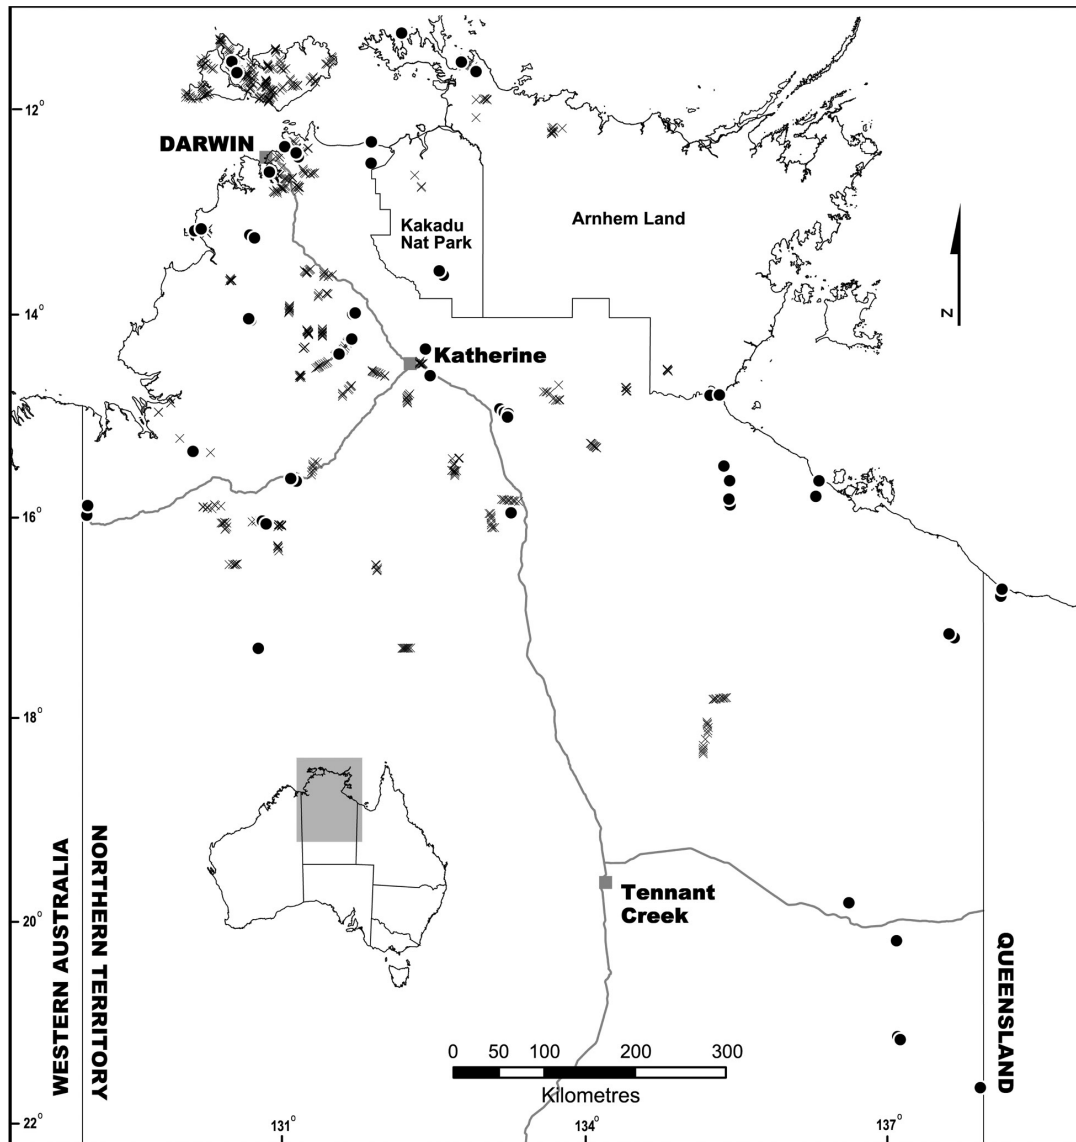 12°
DARWIN
Kakadu
Nat Park
Arnhem Land
N
14°
Katherine
16°
18°
WESTERN AUSTRALIA
NORTHERN TERRITORY
Tennant
Creek
20°
QUEENSLAND
0 50 100 200 300
Kilometres
22°
131°
134°
137°